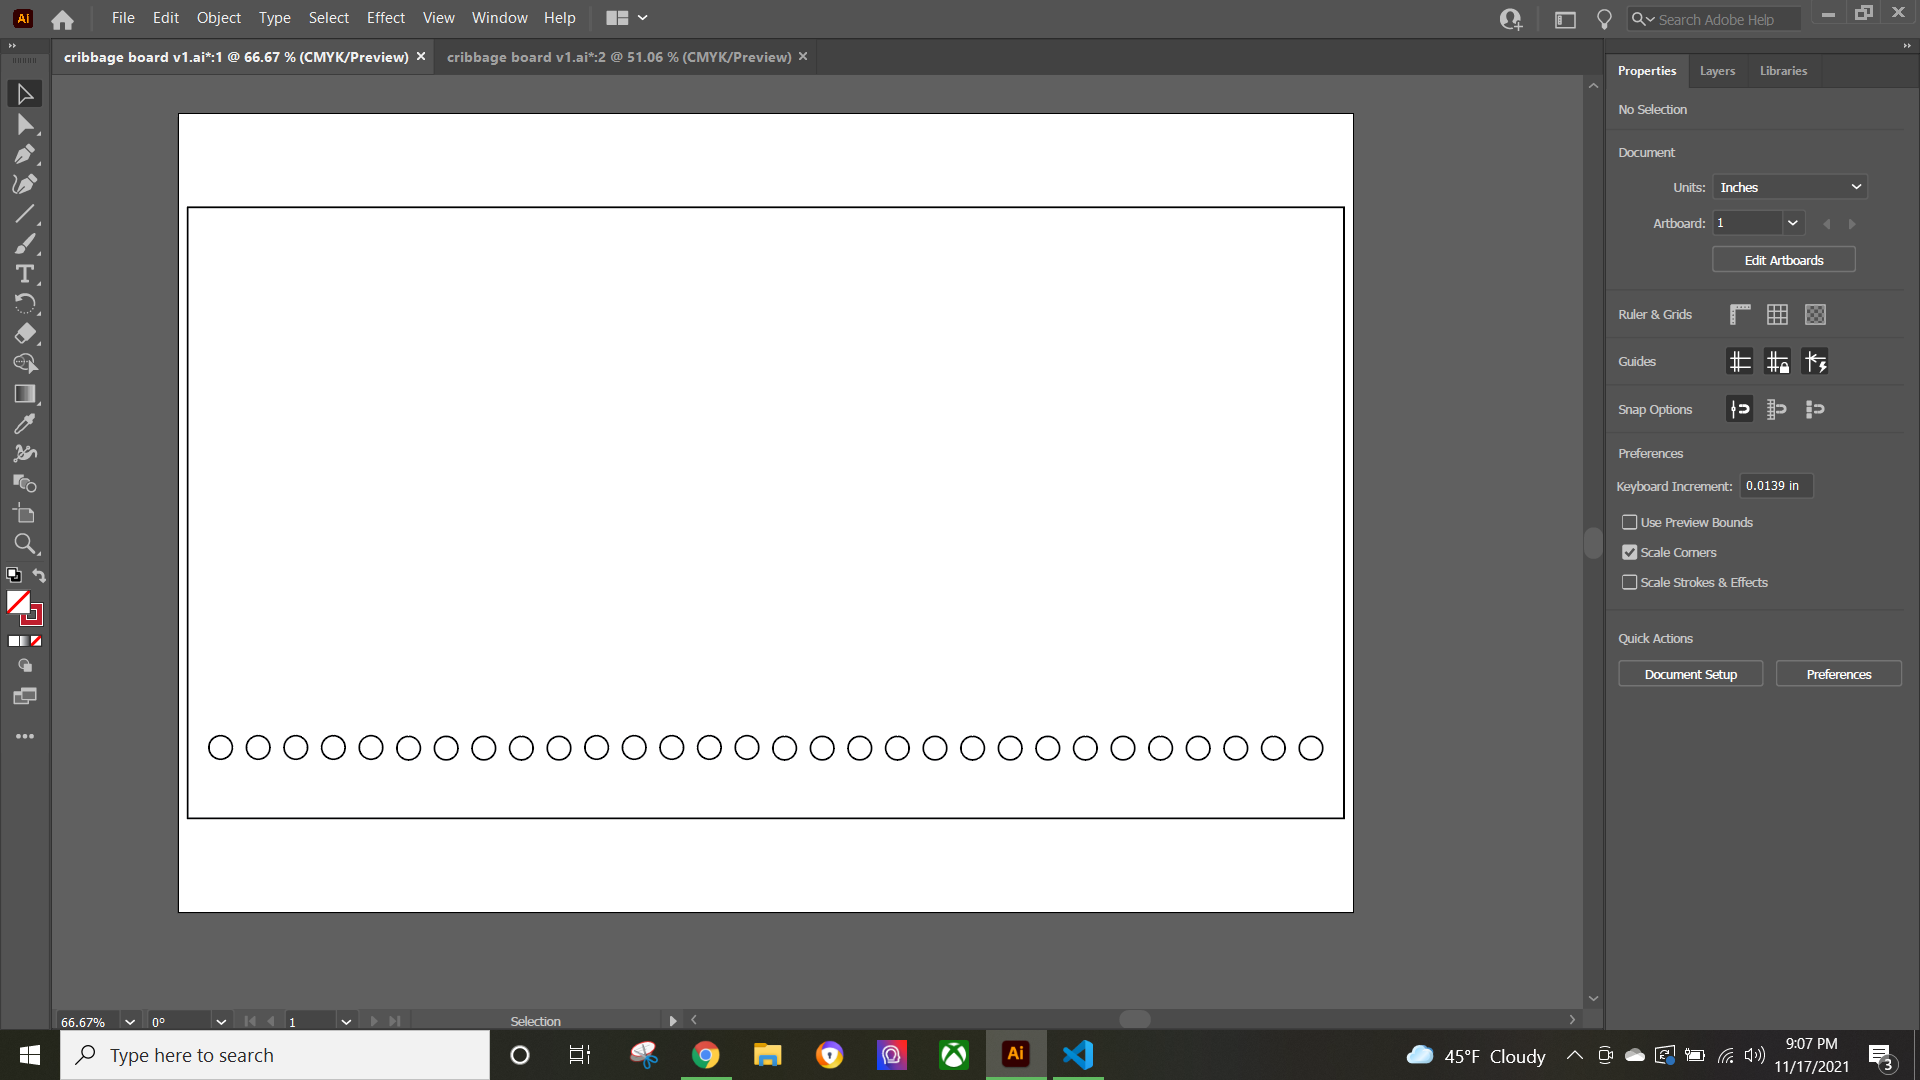 Ai File Edit Object Type Select Effect View Window Help Search Adobe Help
cribbage board v1.ai*:1 @ 66.67 % (CMYK/Preview) × cribbage board v1.ai*:2 @ 51.06 % (CMYK/Preview) ×
Properties Layers Libraries
No Selection
Document
Units: Inches
Artboard: 1
Edit Artboards
Ruler & Grids
Guides
Snap Options
Preferences
Keyboard Increment: 0.0139 in
Use Preview Bounds
Scale Corners
Scale Strokes & Effects
Quick Actions
Document Setup Preferences
66.67% 0° 1 Selection
Type here to search
Ai
45°F Cloudy
9:07 PM
11/17/2021
3